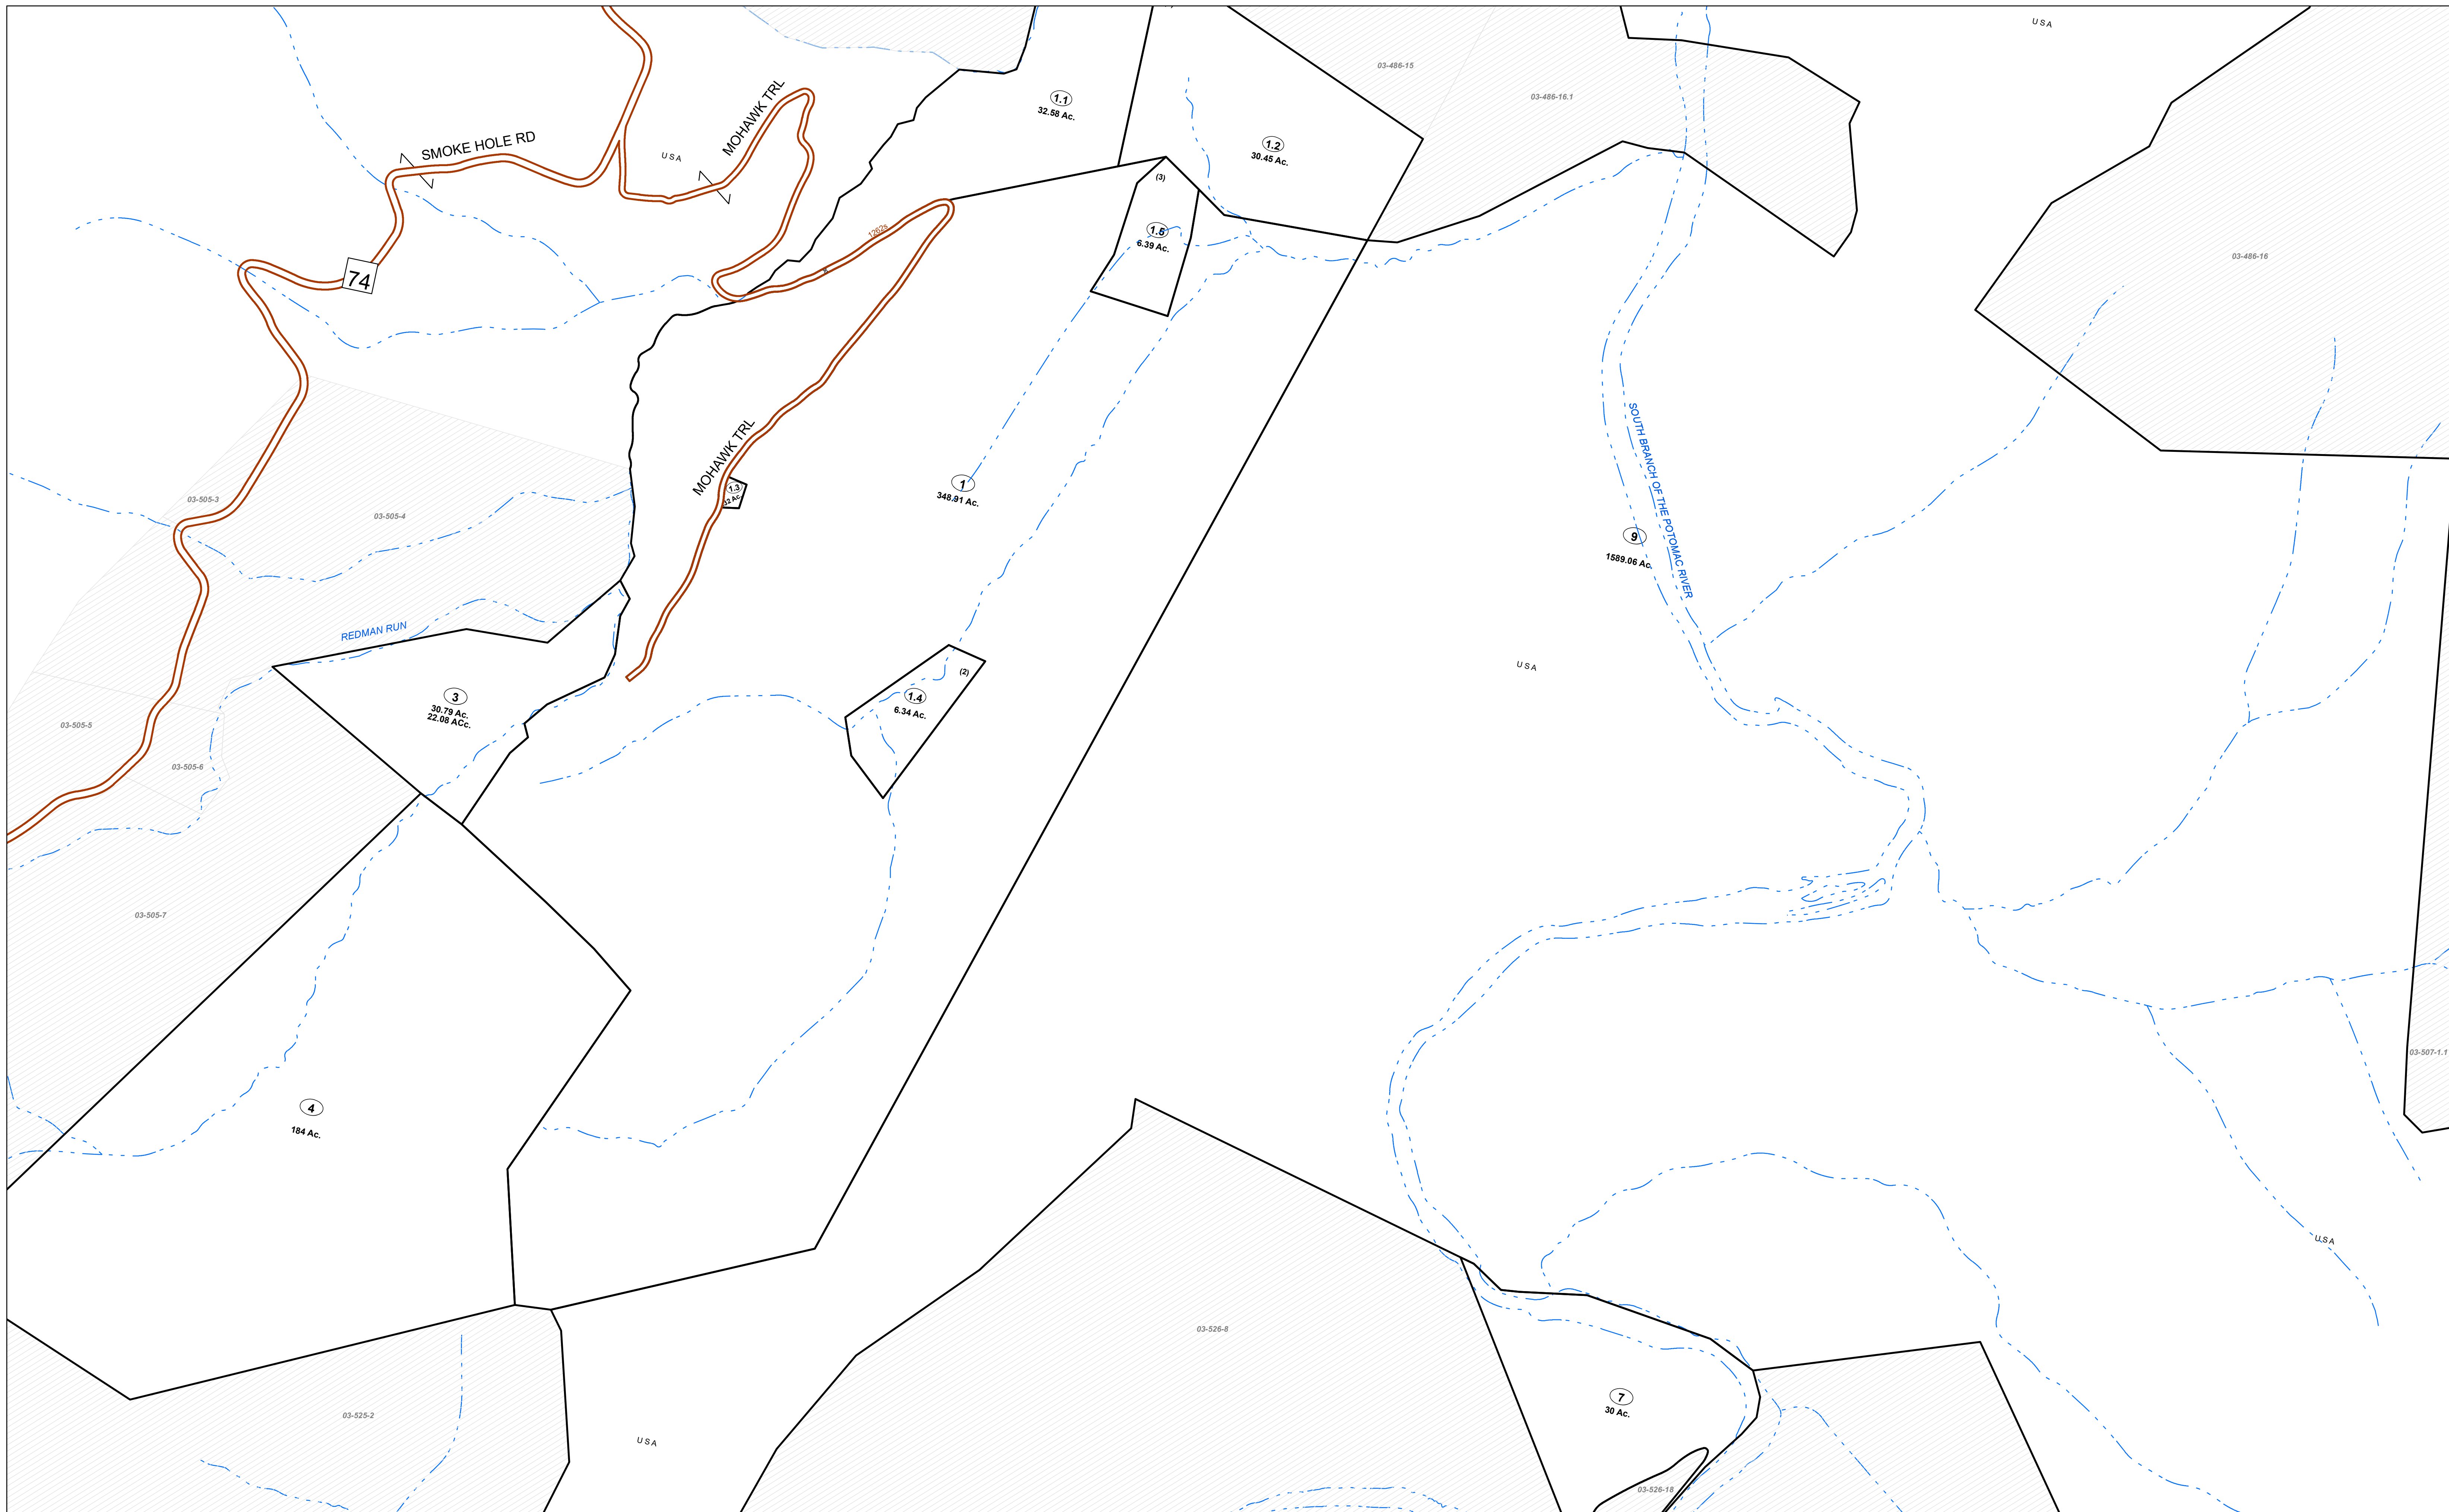 U S A
03-486-15
MOHAWK TRL
03-486-16.1
1.1
32.58 Ac.
SMOKE HOLE RD
1.2
30.45 Ac.
U S A
(3)
1.5
6.39 Ac.
1262s
03-486-16
74
SOUTH BRANCH OF THE POTOMAC RIVER
MOHAWK TRL
1.3
1
348.91 Ac.
03-505-3
03-505-4
9
1589.06 Ac.
REDMAN RUN
U S A
(2)
3
30.79 Ac.
22.08 ACc.
1.4
6.34 Ac.
03-505-5
03-505-6
03-505-7
03-507-1.1
4
184 Ac.
U S A
03-526-8
7
30 Ac.
03-525-2
U S A
03-526-18